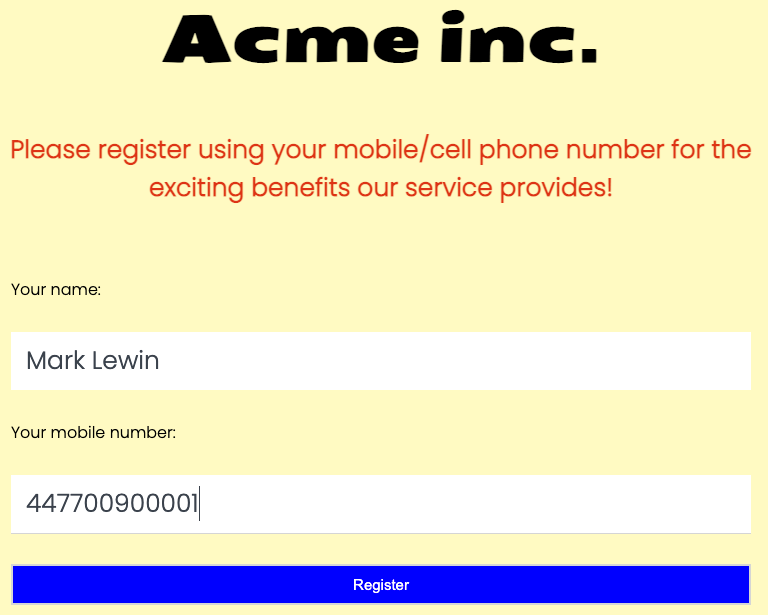 Acme inc.
Please register using your mobile/cell phone number for the
exciting benefits our service provides!
Your name:
Mark Lewin
Your mobile number:
447700900001
Register